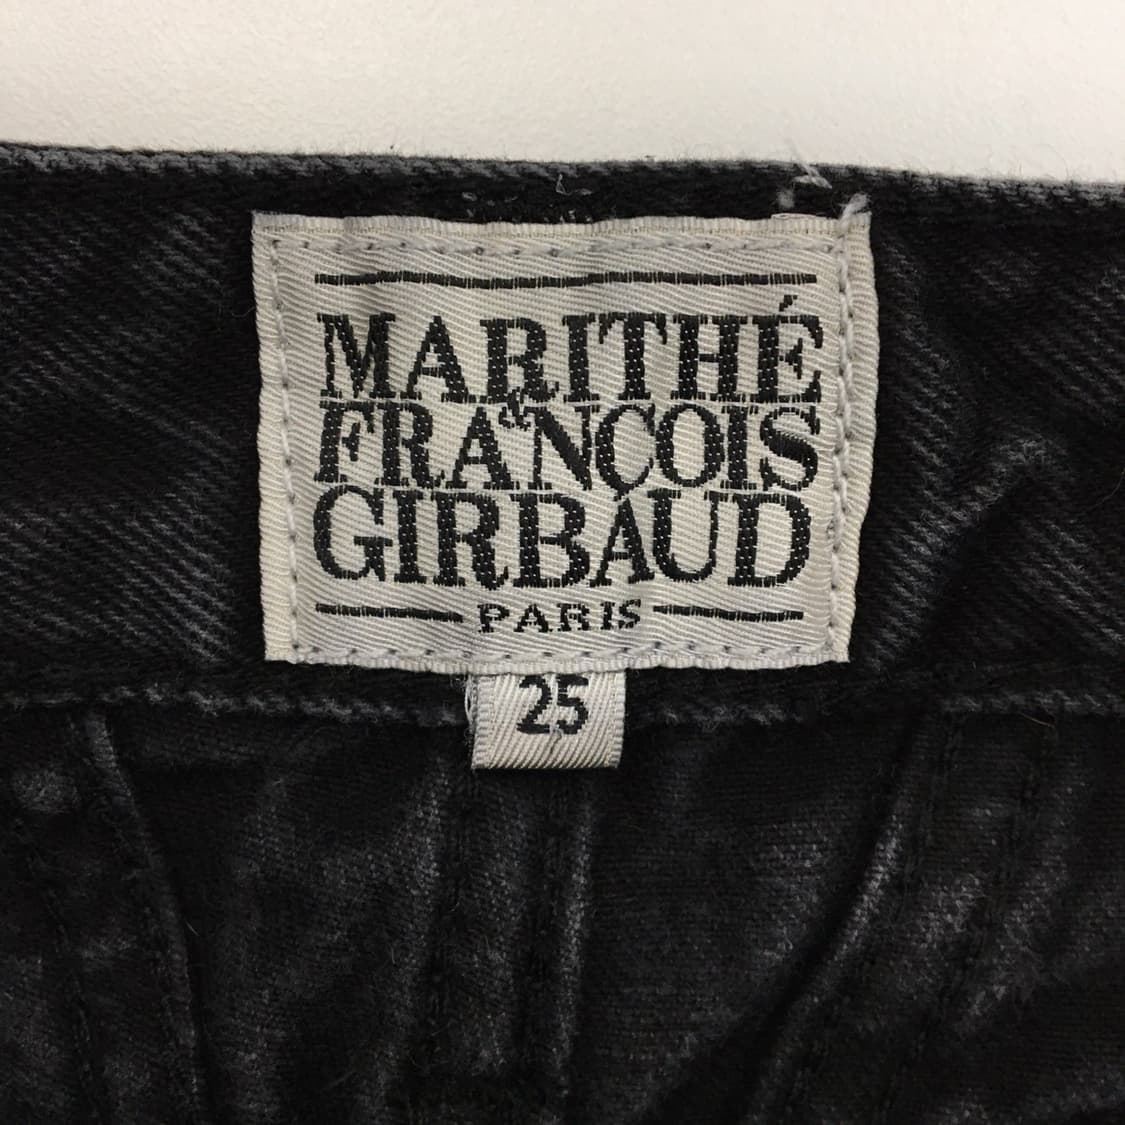 MARITHÉ
&
FRANÇOIS
GIRBAUD
PARIS
25